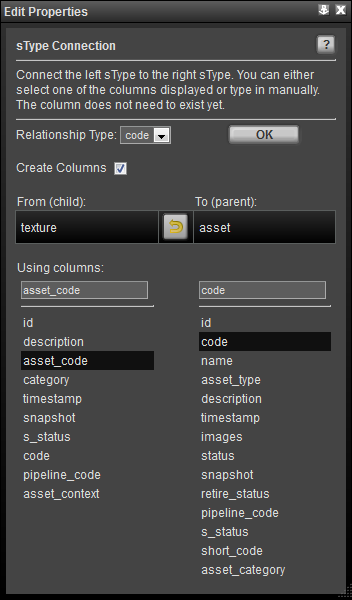 Edit Properties
sType Connection
?
Connect the left sType to the right sType. You can either
select one of the columns displayed or type in manually.
The column does not need to exist yet.
Relationship Type: code OK
Create Columns
From (child): To (parent):
texture asset
Using columns:
asset_code code
id
description
asset_code
category
timestamp
snapshot
s_status
code
pipeline_code
asset_context
id
code
name
asset_type
description
timestamp
images
status
snapshot
retire_status
pipeline_code
s_status
short_code
asset_category